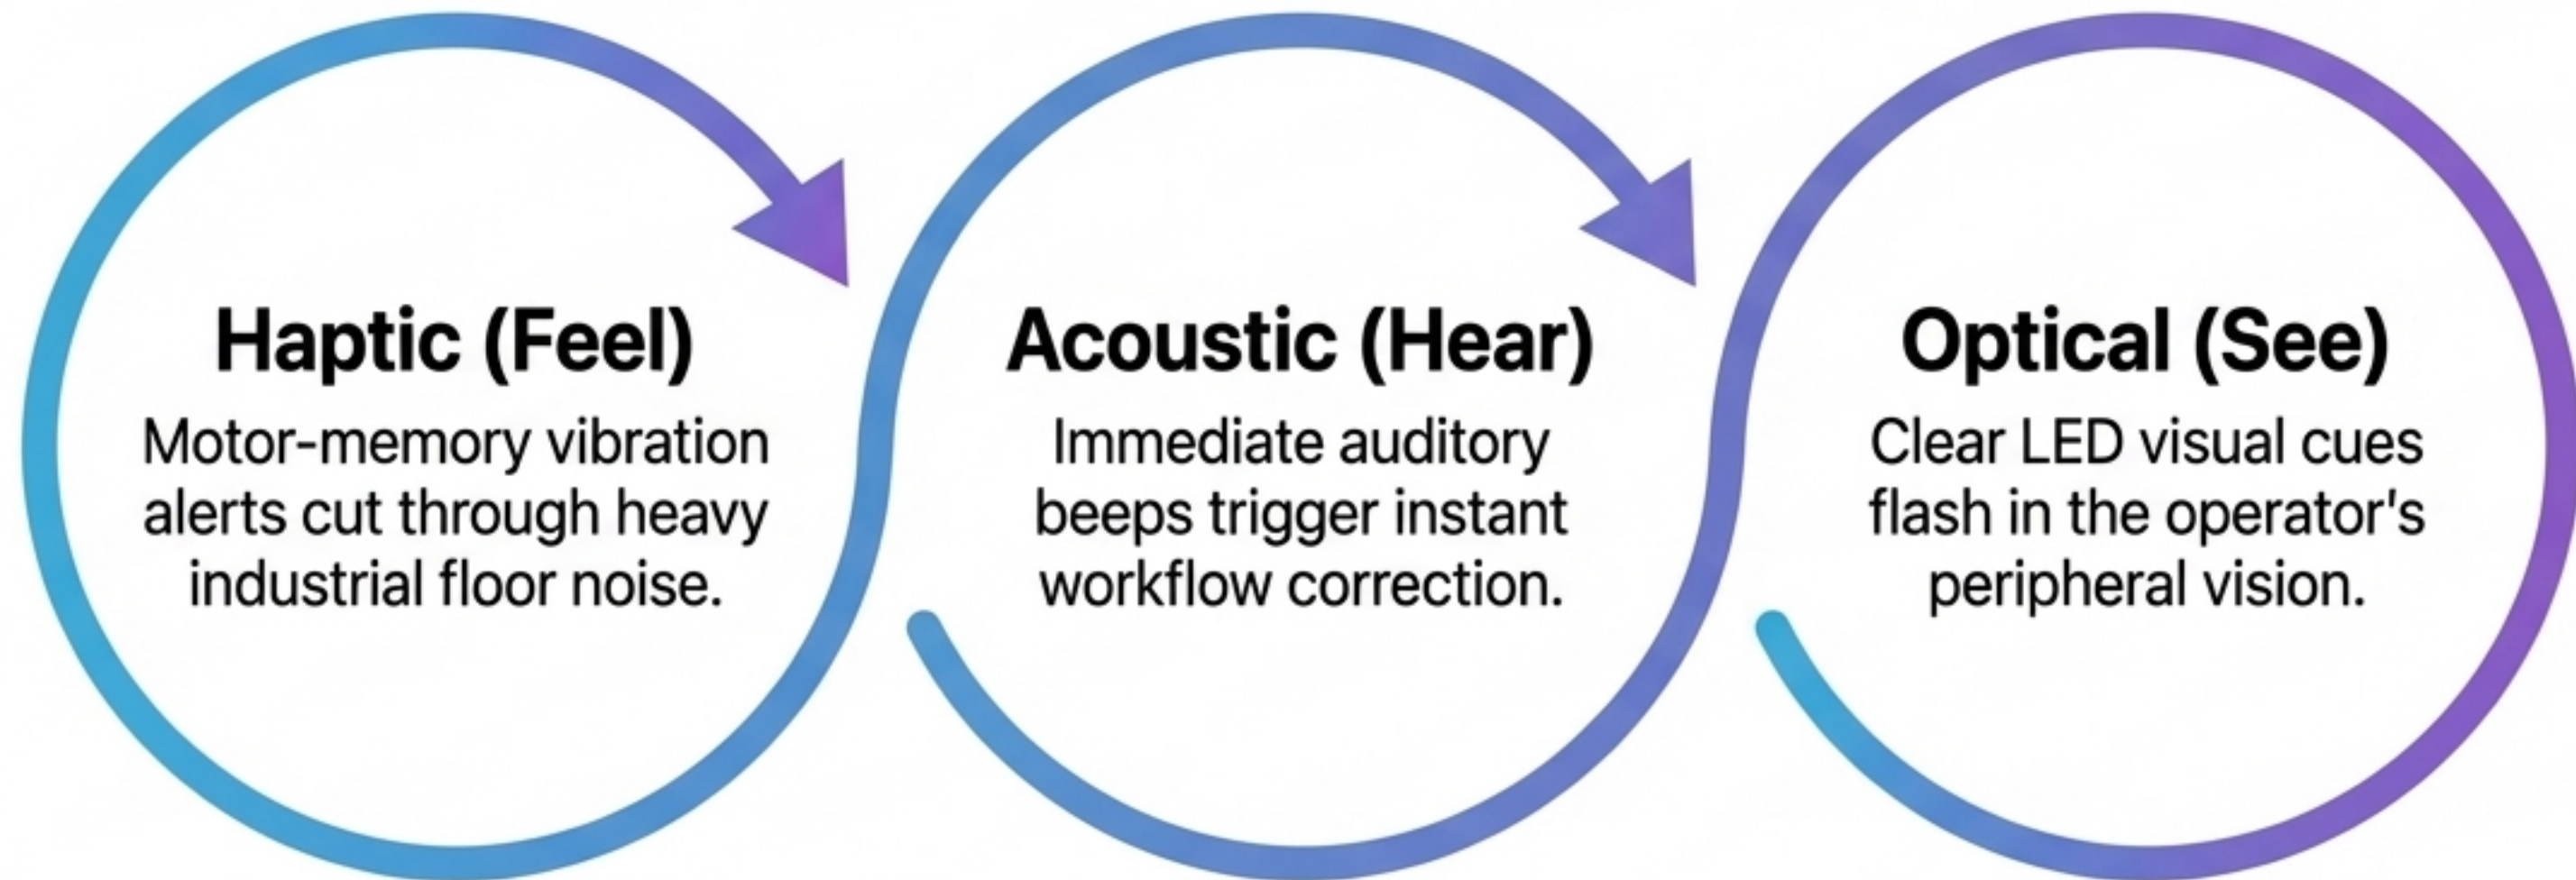 Haptic (Feel)
Motor-memory vibration
alerts cut through heavy
industrial floor noise.
Acoustic (Hear)
Immediate auditory
beeps trigger instant
workflow correction.
Optical (See)
Clear LED visual cues
flash in the operator's
peripheral vision.